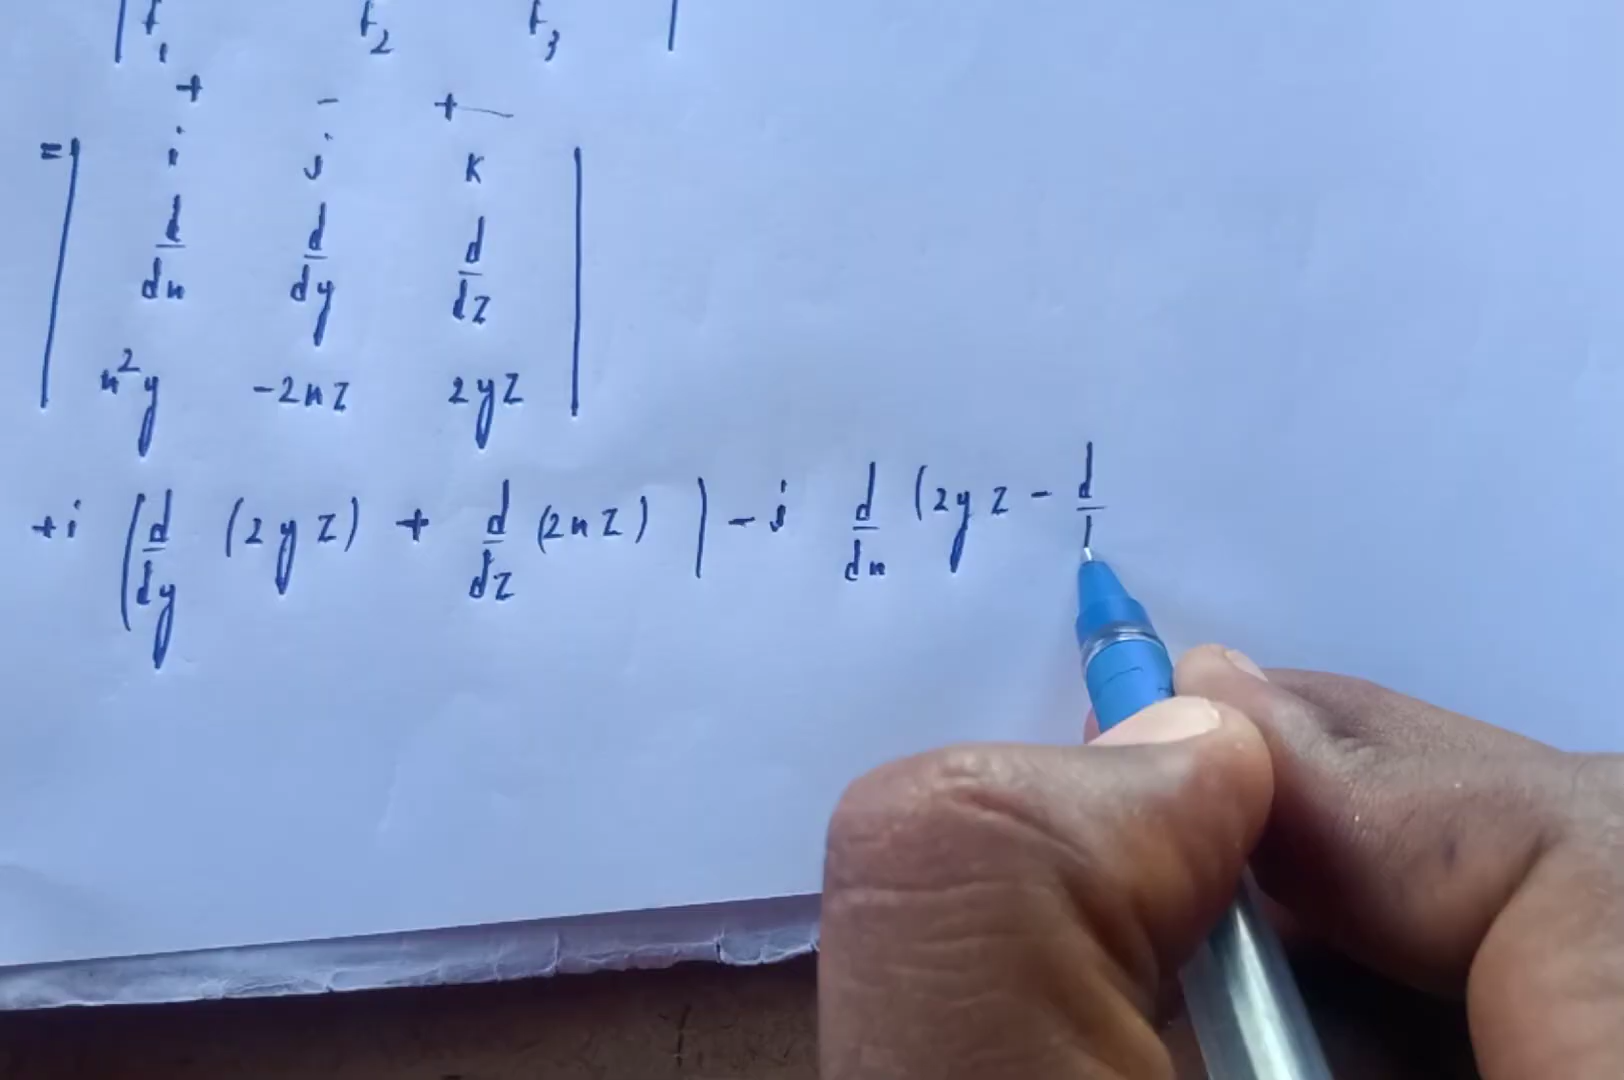 | F₁ F₂ F₃ |
+ - +
= | i j k |
| d/dx d/dy d/dz |
| x²y -2xz 2yz |
+i ( d/dy (2yz) + d/dz (2xz) ) - j d/dx (2yz - d/